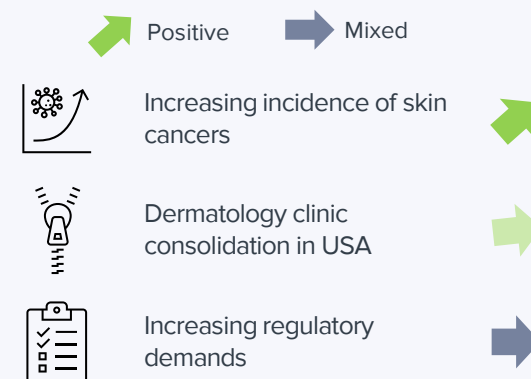 Positive
Mixed
Increasing incidence of skin
cancers
Dermatology clinic
consolidation in USA
Increasing regulatory
demands